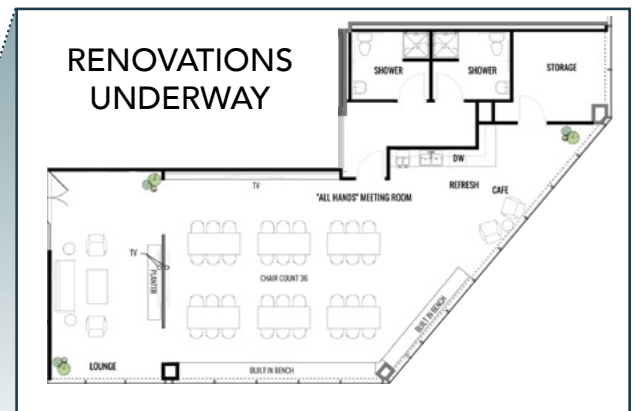 RENOVATIONS
UNDERWAY
SHOWER
SHOWER
STORAGE
DW
REFRESH
CAFE
TV
"ALL HANDS" MEETING ROOM
TV
PLANTER
CHAIR COUNT 36
BUILT IN BENCH
LOUNGE
BUILT IN BENCH